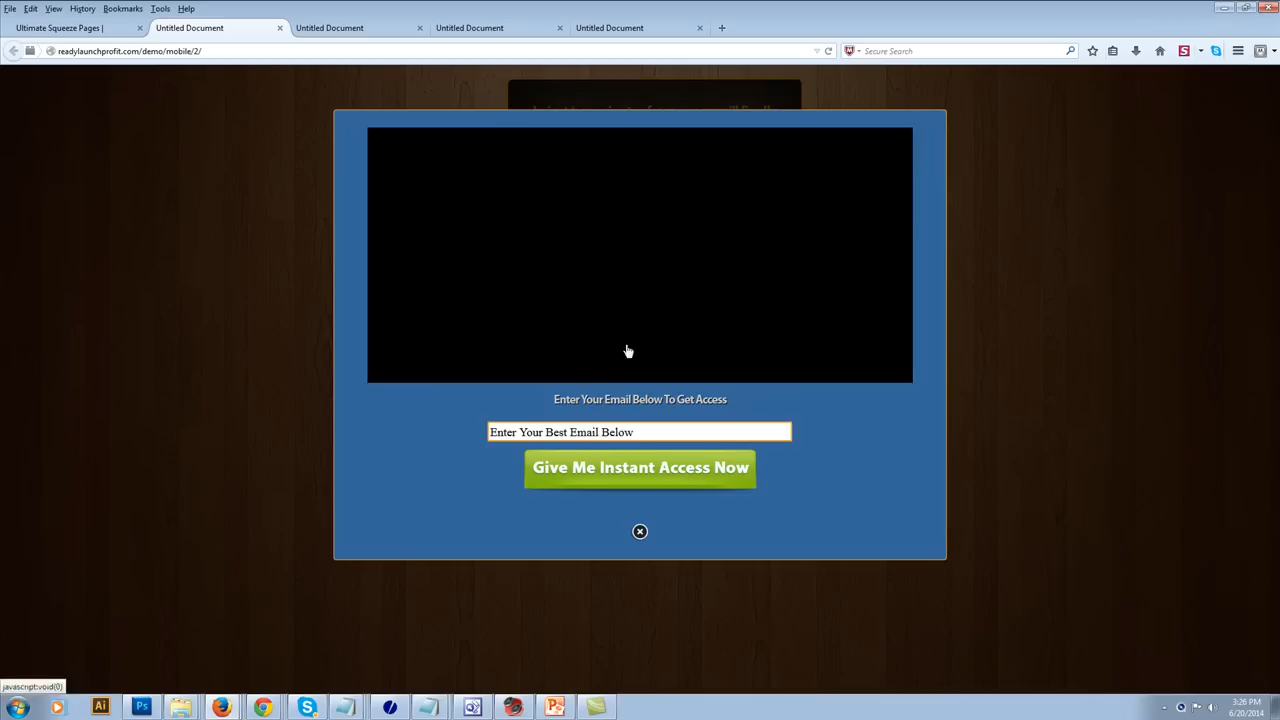 File Edit View History Bookmarks Tools Help
Ultimate Squeeze Pages | Untitled Document Untitled Document Untitled Document Untitled Document
readylaunchprofit.com/demo/mobile/2/ Secure Search
Enter Your Email Below To Get Access
Enter Your Best Email Below
Give Me Instant Access Now
javascript:void(0)
Ai Ps 3:26 PM
6/20/2014